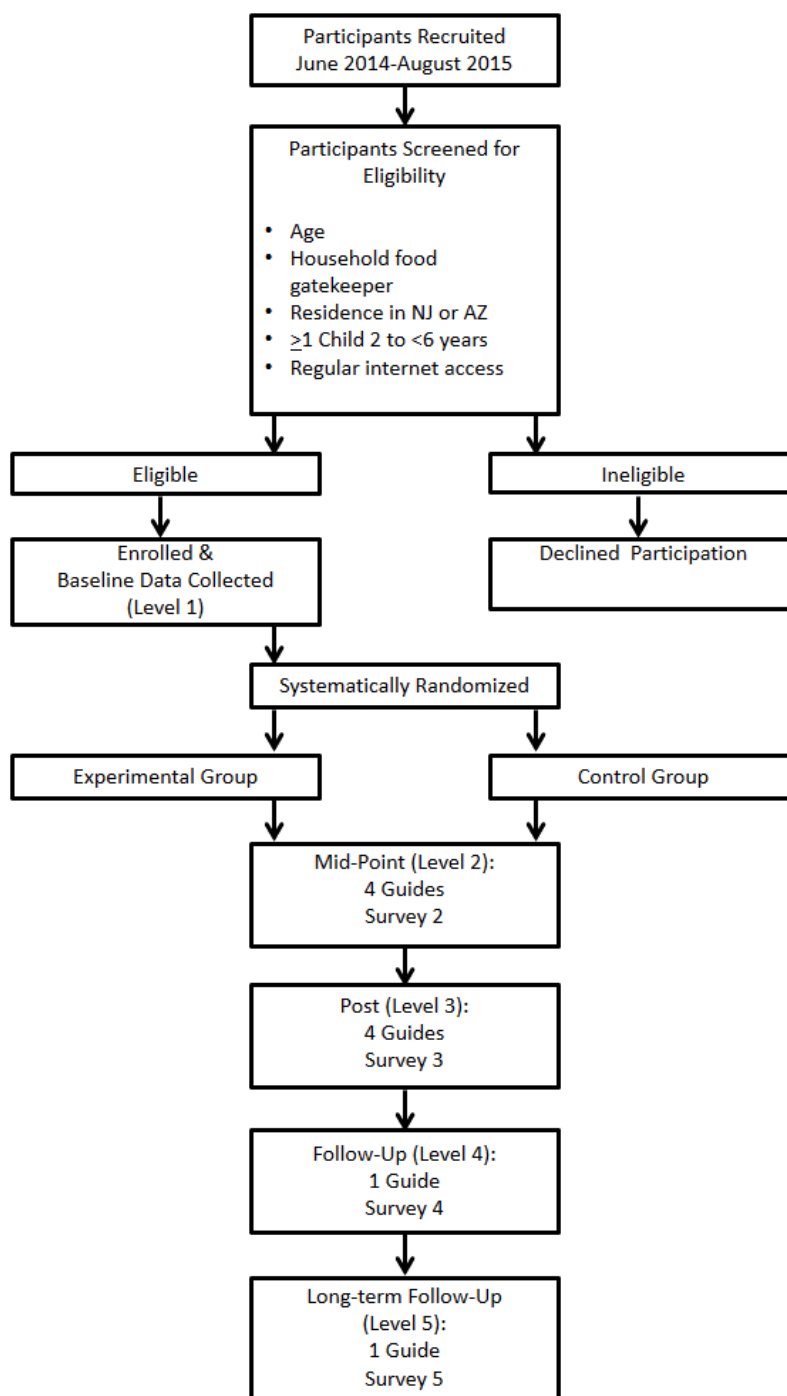 Participants Recruited
June 2014-August 2015
Participants Screened for
Eligibility
• Age
• Household food
gatekeeper
• Residence in NJ or AZ
• ≥1 Child 2 to <6 years
• Regular internet access
Eligible
Ineligible
Enrolled &
Baseline Data Collected
(Level 1)
Declined Participation
Systematically Randomized
Experimental Group
Control Group
Mid-Point (Level 2):
4 Guides
Survey 2
Post (Level 3):
4 Guides
Survey 3
Follow-Up (Level 4):
1 Guide
Survey 4
Long-term Follow-Up
(Level 5):
1 Guide
Survey 5